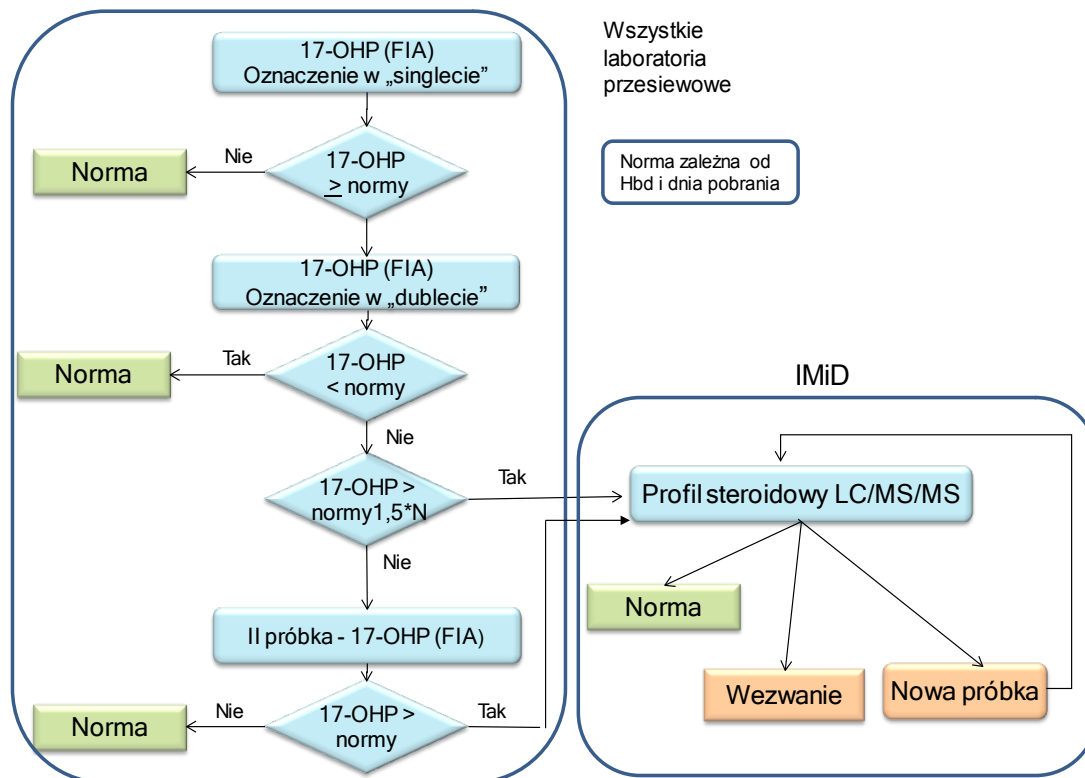 17-OHP (FIA)
Oznaczenie w „singlecie”
Wszystkie
laboratoria
przesiewowe
Norma
Nie
17-OHP
> normy
Norma zależna od
Hbd i dnia pobrania
17-OHP (FIA)
Oznaczenie w „dublecie”
Norma
Tak
17-OHP
< normy
Nie
IMiD
17-OHP >
normy1,5*N
Tak
Profil steroidowy LC/MS/MS
Nie
Norma
II próbka - 17-OHP (FIA)
Wezwanie
Nowa próbka
Norma
Nie
17-OHP >
normy
Tak